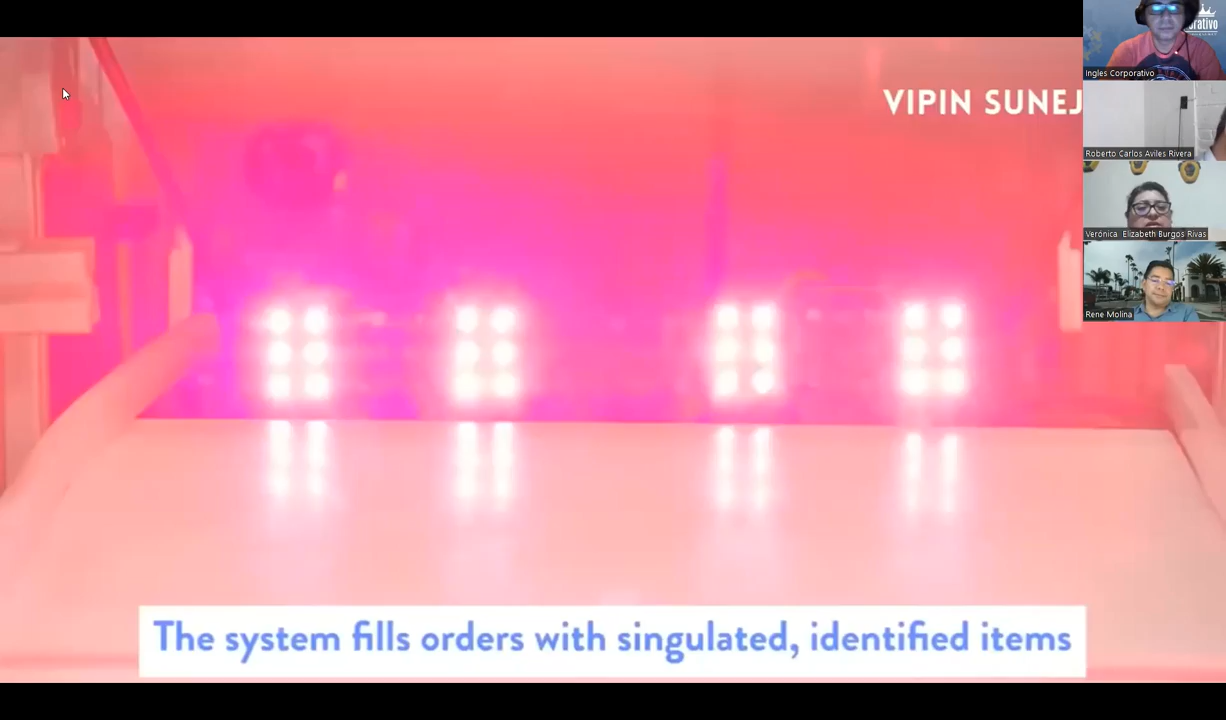 VIPIN SUNEJ
orativo
Ingles Corporativo
Roberto Carlos Aviles Rivera
Verónica Elizabeth Burgos Rivas
Rene Molina
The system fills orders with singulated, identified items